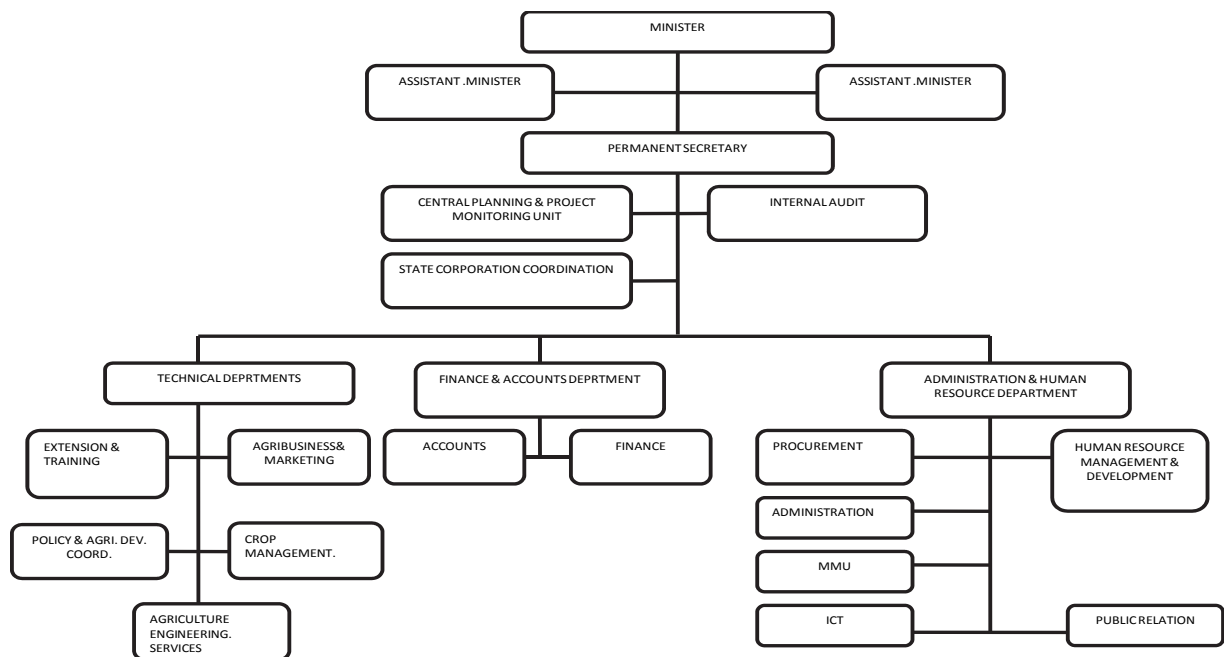 MINISTER
ASSISTANT .MINISTER
ASSISTANT .MINISTER
PERMANENT SECRETARY
CENTRAL PLANNING & PROJECT
MONITORING UNIT
INTERNAL AUDIT
STATE CORPORATION COORDINATION
TECHNICAL DEPRTMENTS
FINANCE & ACCOUNTS DEPRTMENT
ADMINISTRATION & HUMAN
RESOURCE DEPARTMENT
EXTENSION &
TRAINING
AGRIBUSINESS&
MARKETING
ACCOUNTS
FINANCE
PROCUREMENT
HUMAN RESOURCE
MANAGEMENT &
DEVELOPMENT
POLICY & AGRI. DEV.
COORD.
CROP
MANAGEMENT.
ADMINISTRATION
MMU
AGRICULTURE
ENGINEERING.
SERVICES
ICT
PUBLIC RELATION